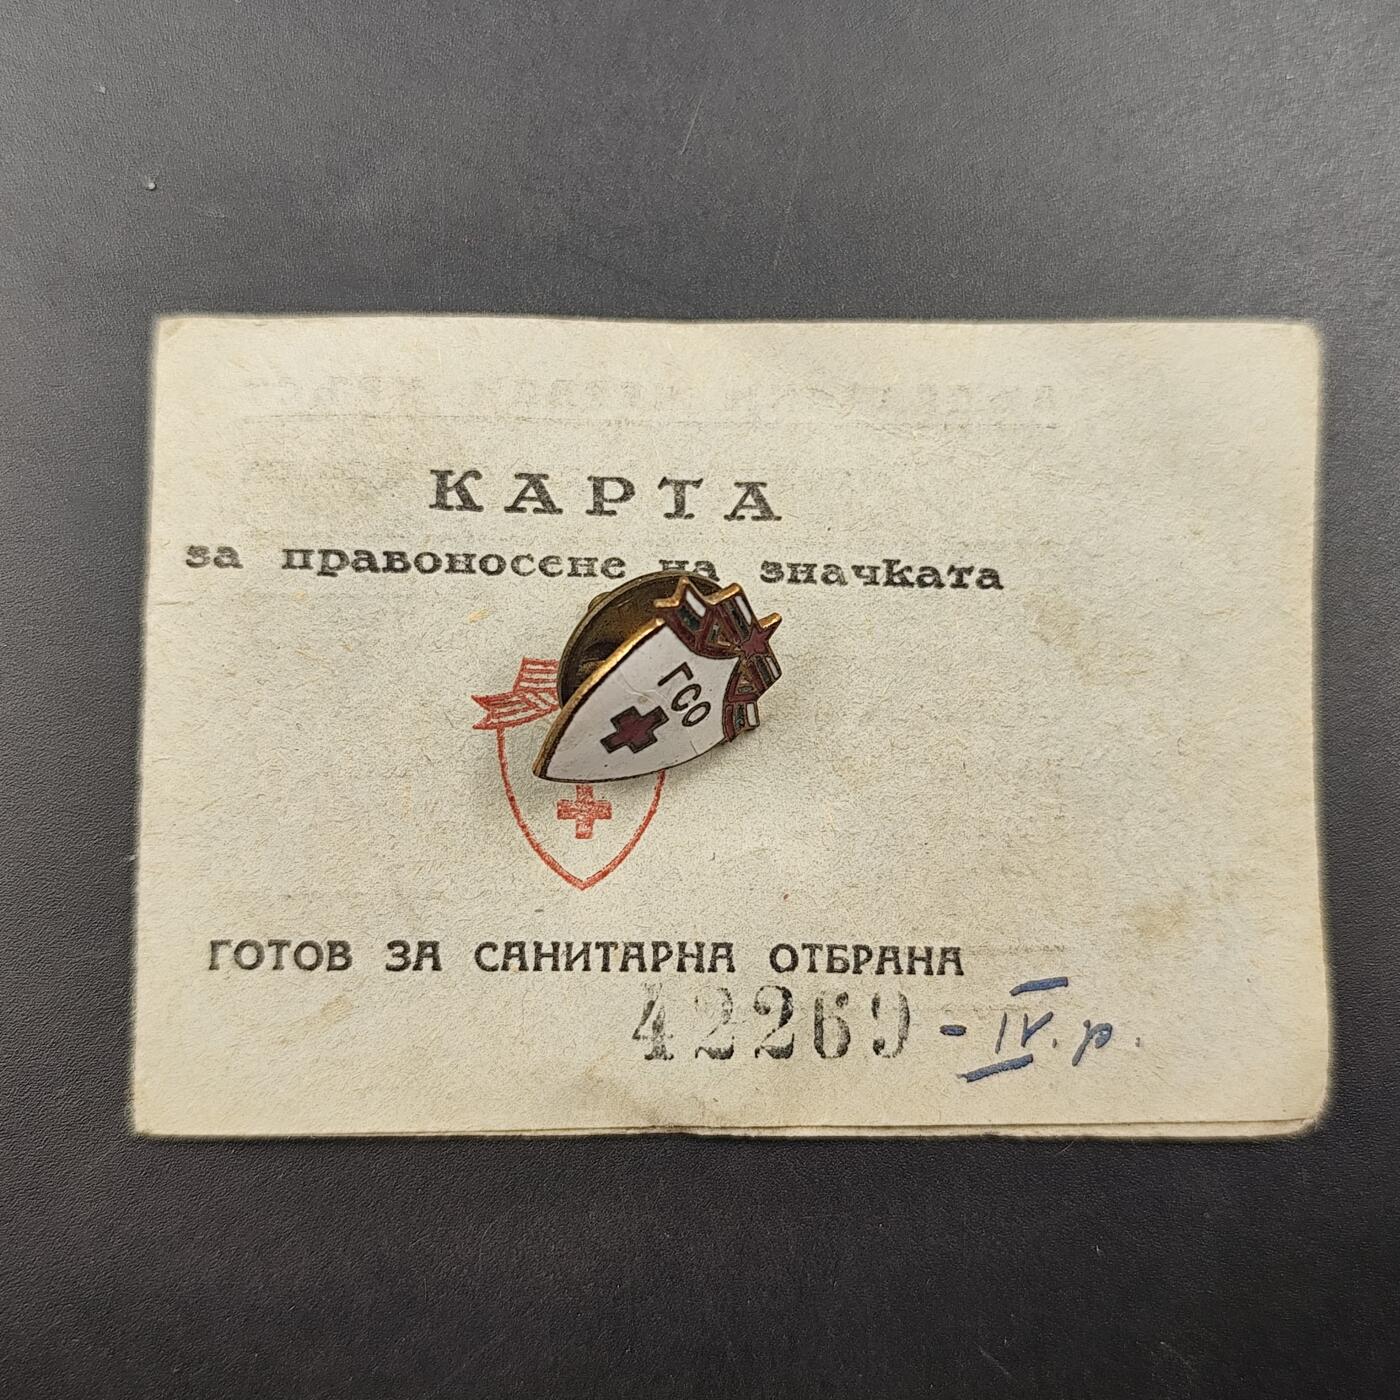 КАРТА
за правоносене на значката
ГСО
ГОТОВ ЗА САНИТАРНА ОТБРАНА
42269 - IV. р.